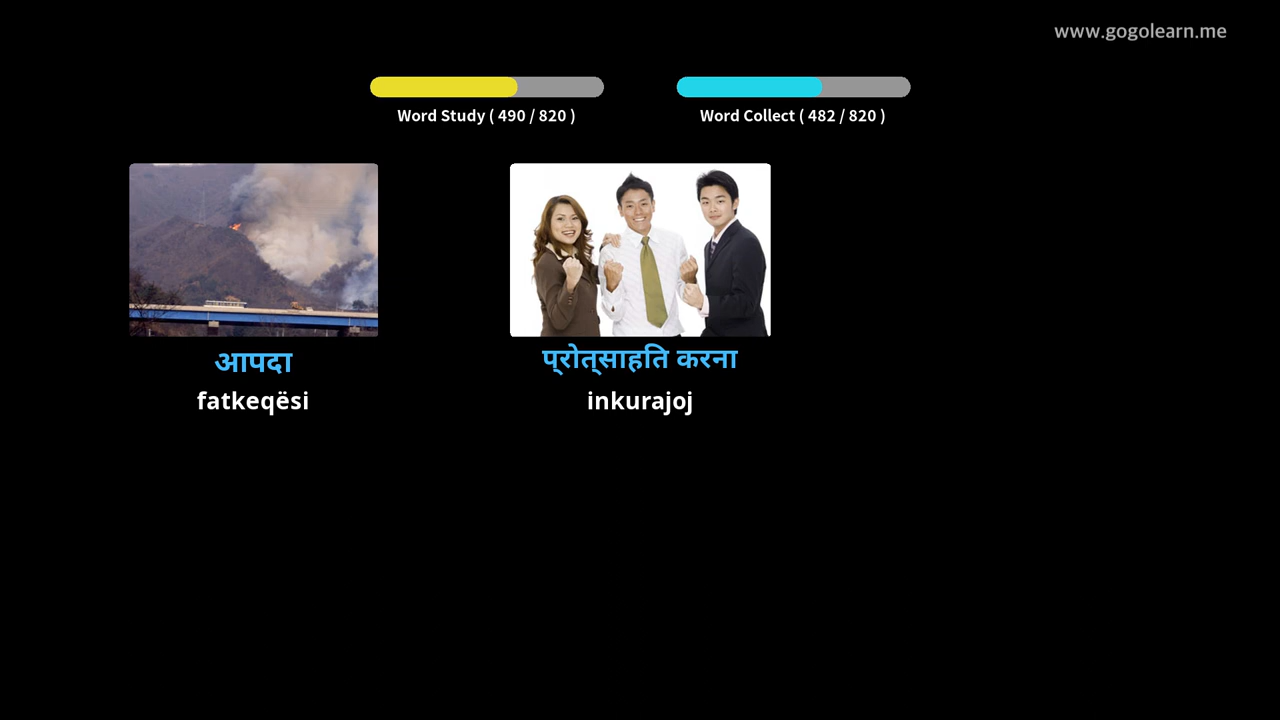 www.gogolearn.me
Word Study ( 490 / 820 )
Word Collect ( 482 / 820 )
आपदा
प्रोत्साहति करना
fatkeqësi
inkurajoj